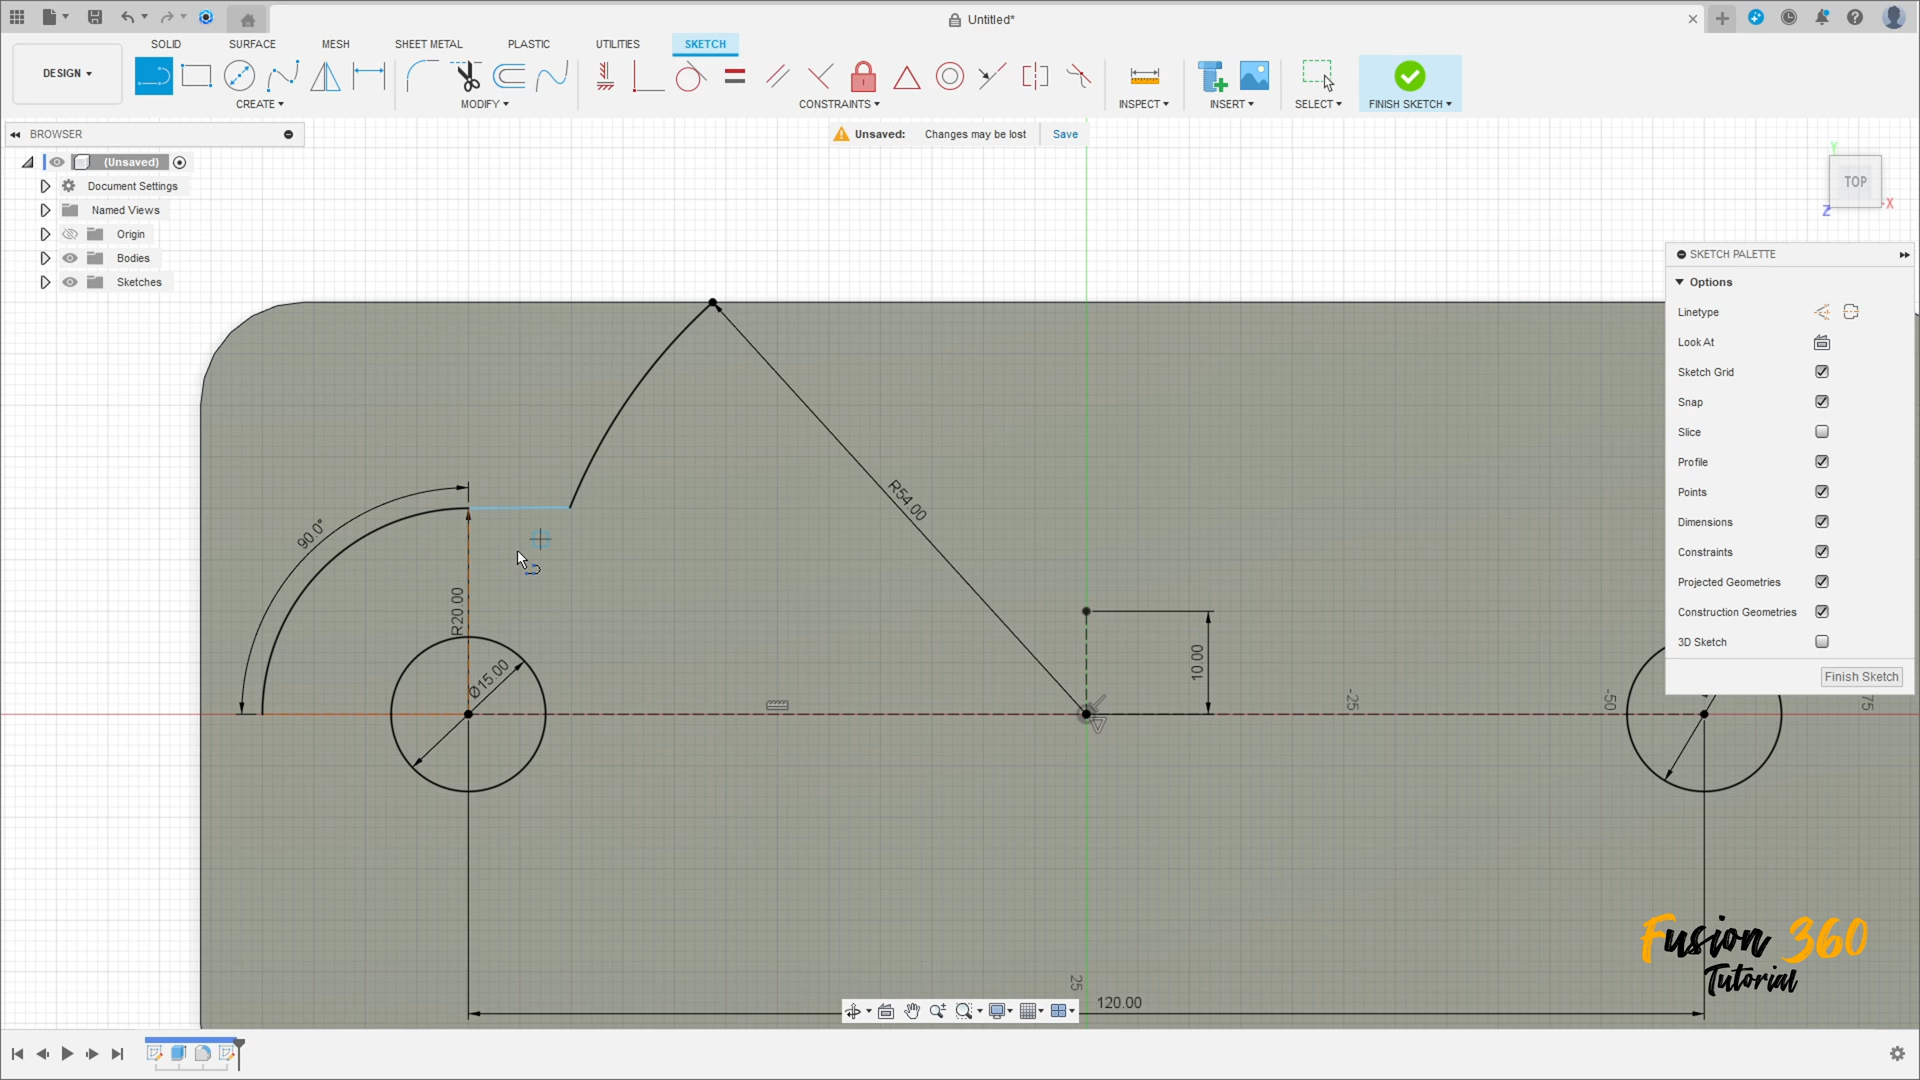 Untitled*
DESIGN
SOLID
SURFACE
MESH
SHEET METAL
PLASTIC
UTILITIES
SKETCH
CREATE
MODIFY
CONSTRAINTS
INSPECT
INSERT
SELECT
FINISH SKETCH
BROWSER
Unsaved: Changes may be lost Save
(Unsaved)
Document Settings
Named Views
Origin
Bodies
Sketches
Y
TOP
X
Z
SKETCH PALETTE
Options
Linetype
Look At
Sketch Grid
Snap
Slice
Profile
Points
Dimensions
Constraints
Projected Geometries
Construction Geometries
3D Sketch
Finish Sketch
90.0°
R54.00
R20.00
Ø15.00
10.00
-25
-50
75
25
120.00
Fusion 360
Tutorial